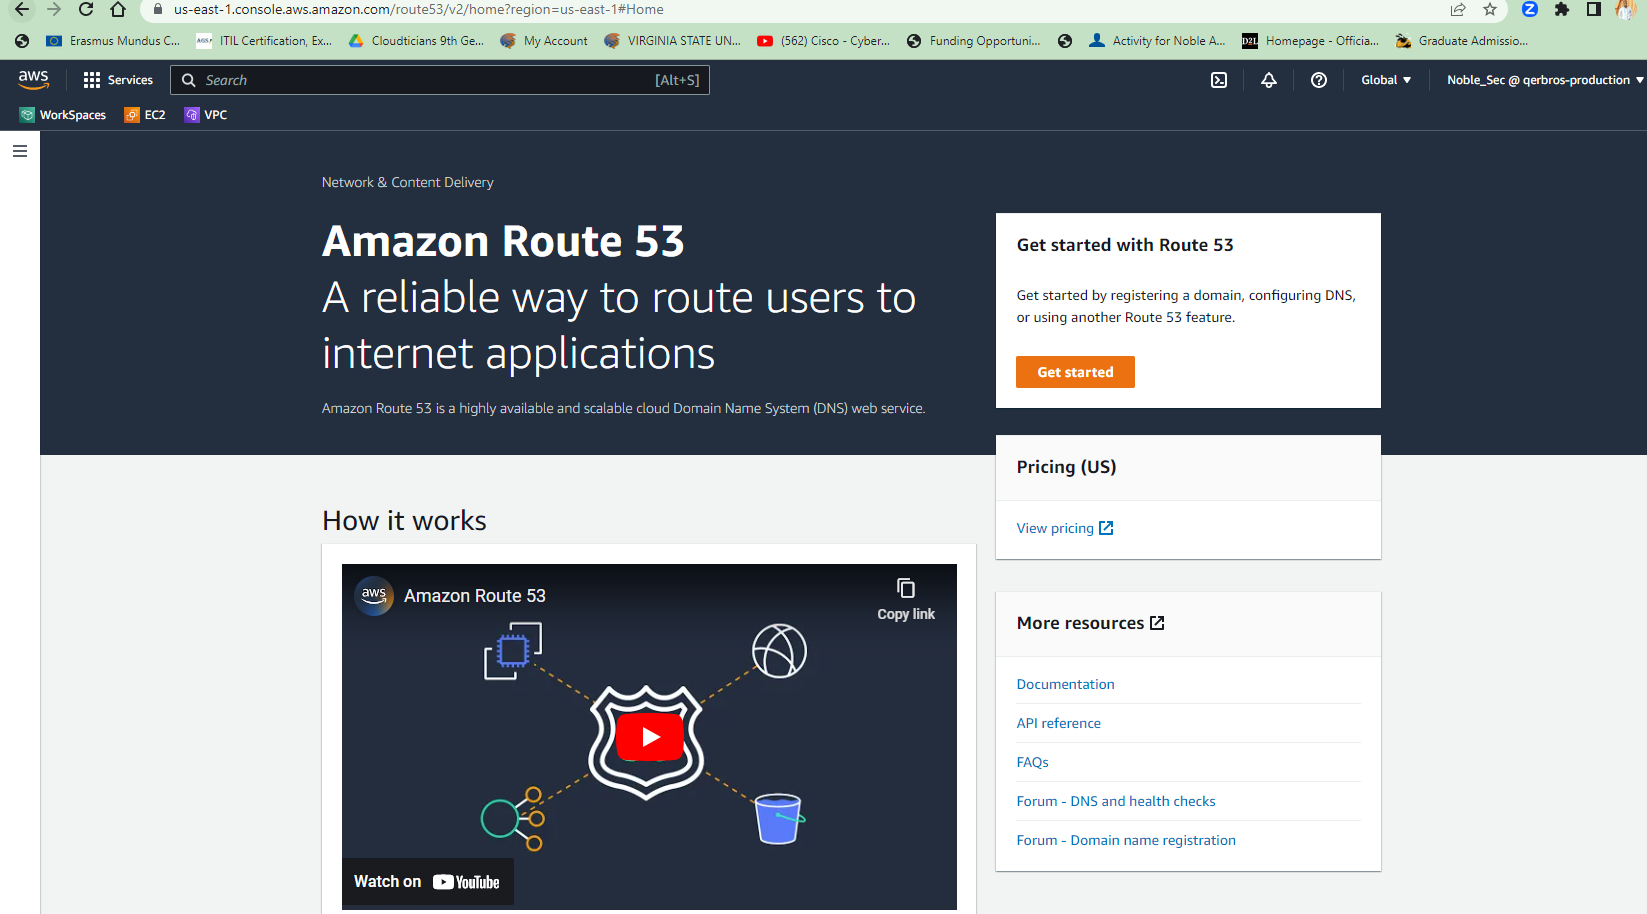 us-east-1.console.aws.amazon.com/route53/v2/home?region=us-east-1#Home
Erasmus Mundus C...
ITIL Certification, Ex...
Cloudticians 9th Ge...
My Account
VIRGINIA STATE UN...
(562) Cisco - Cyber...
Funding Opportuni...
Activity for Noble A...
D2L
Homepage - Officia...
Graduate Admissio...
aws
Services
Search
[Alt+S]
Global
Noble_Sec @ qerbros-production
WorkSpaces
EC2
VPC
Network & Content Delivery
Amazon Route 53
A reliable way to route users to
internet applications
Amazon Route 53 is a highly available and scalable cloud Domain Name System (DNS) web service.
Get started with Route 53
Get started by registering a domain, configuring DNS,
or using another Route 53 feature.
Get started
Pricing (US)
View pricing
How it works
aws
Amazon Route 53
Copy link
Watch on YouTube
More resources
Documentation
API reference
FAQs
Forum - DNS and health checks
Forum - Domain name registration